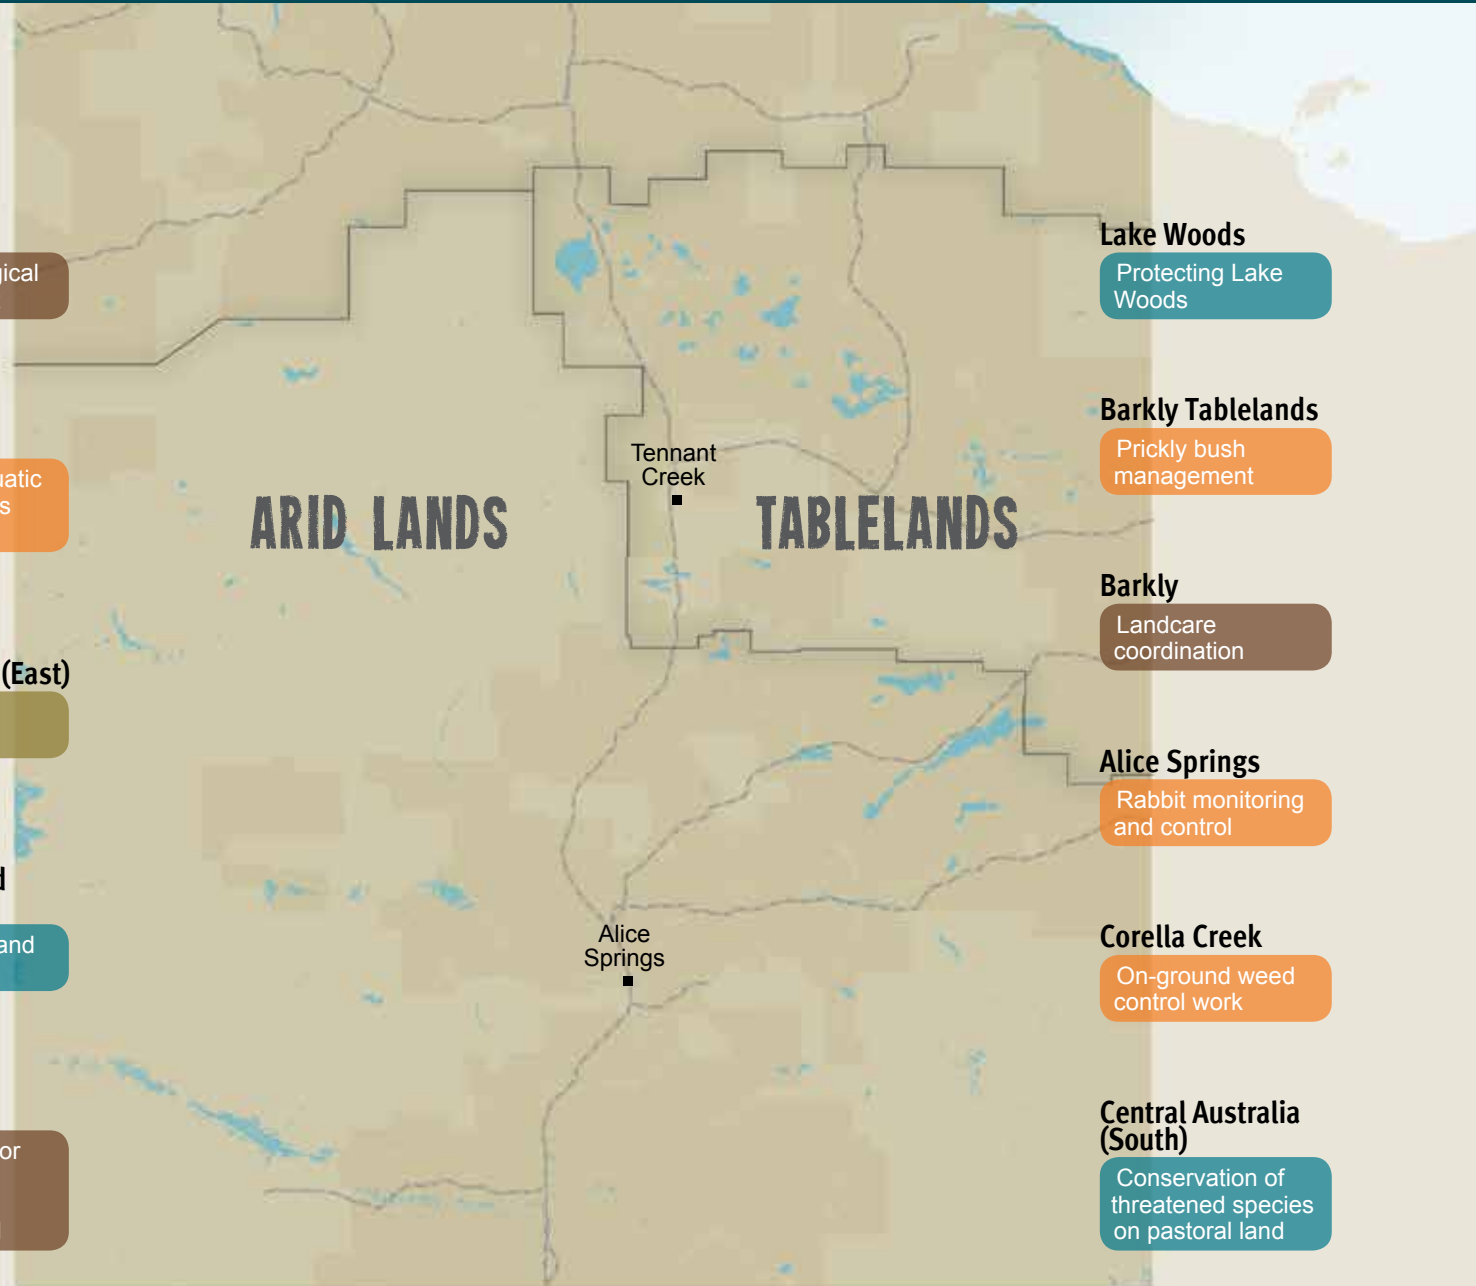 (East)
and
or
ARID LANDS
TABLELANDS
Tennant
Creek
Alice
Springs
Lake Woods
Protecting Lake
Woods
Barkly Tablelands
Prickly bush
management
Barkly
Landcare
coordination
Alice Springs
Rabbit monitoring
and control
Corella Creek
On-ground weed
control work
Central Australia
(South)
Conservation of
threatened species
on pastoral land